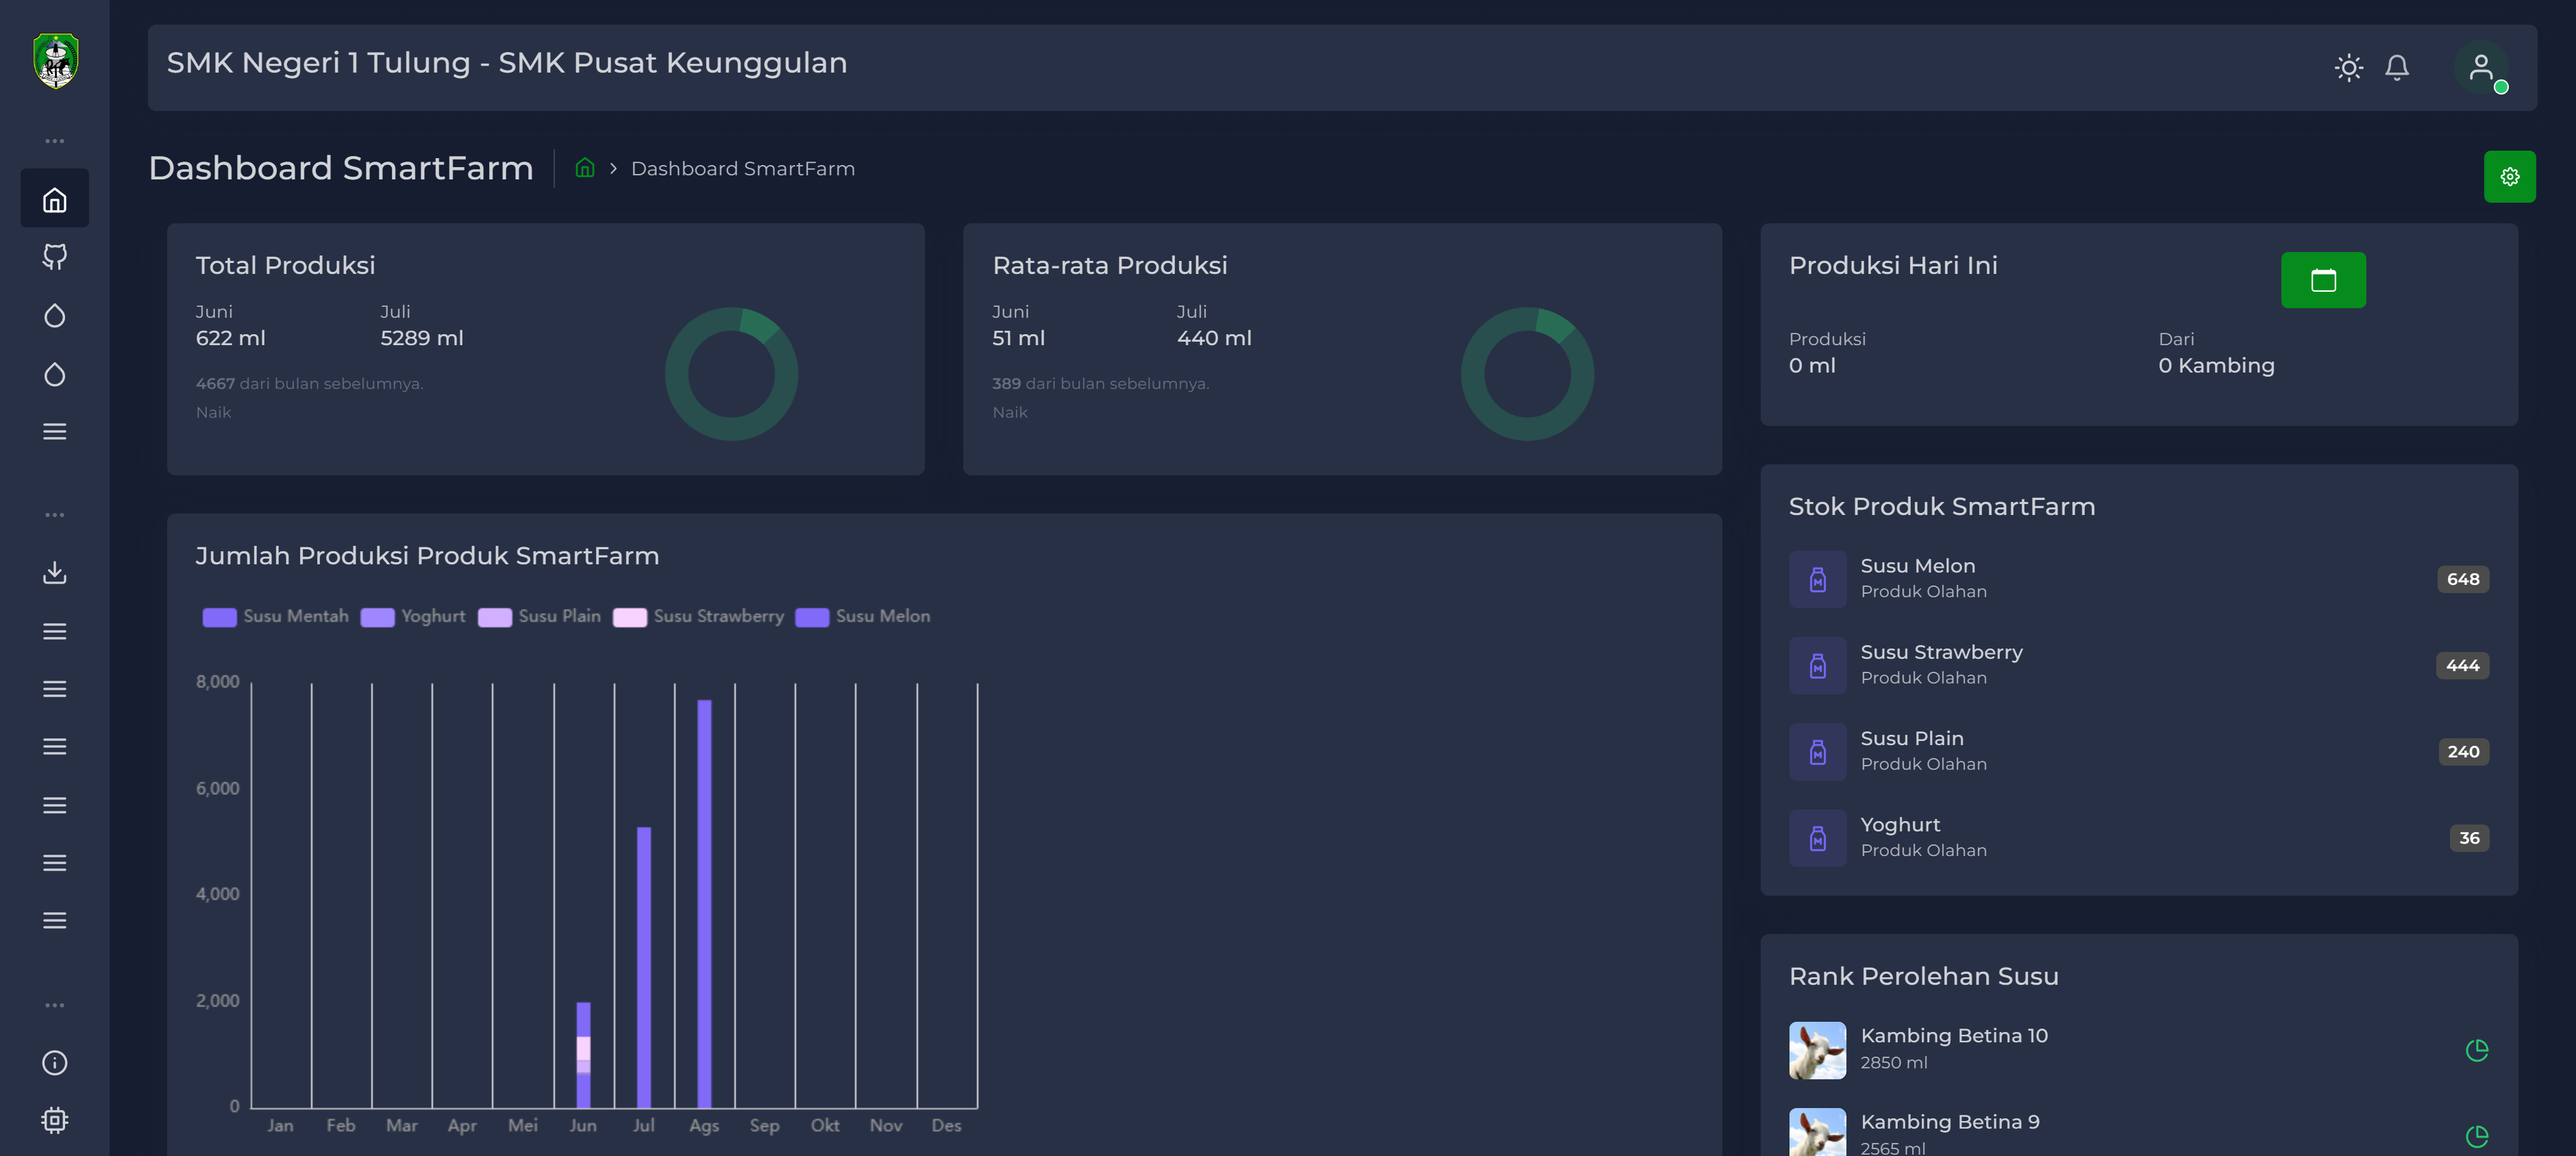 SMK Negeri 1 Tulung - SMK Pusat Keunggulan
Dashboard SmartFarm
Dashboard SmartFarm
Total Produksi
Juni
Juli
622 ml
5289 ml
4667 dari bulan sebelumnya.
Naik
Rata-rata Produksi
Juni
Juli
51 ml
440 ml
389 dari bulan sebelumnya.
Naik
Produksi Hari Ini
Produksi
Dari
0 ml
0 Kambing
Jumlah Produksi Produk SmartFarm
Susu Mentah Yoghurt Susu Plain Susu Strawberry Susu Melon
8,000
6,000
4,000
2,000
0
Jan Feb Mar Apr Mei Jun Jul Ags Sep Okt Nov Des
Stok Produk SmartFarm
Susu Melon
Produk Olahan
648
Susu Strawberry
Produk Olahan
444
Susu Plain
Produk Olahan
240
Yoghurt
Produk Olahan
36
Rank Perolehan Susu
Kambing Betina 10
2850 ml
Kambing Betina 9
2565 ml